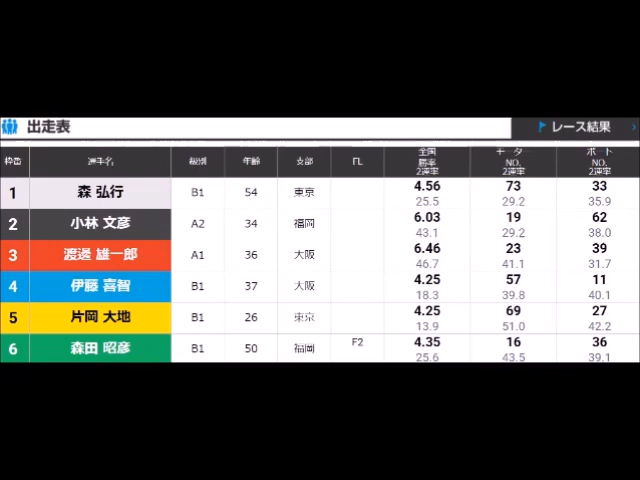 出走表 レース結果
枠番 選手名 級別 年齢 支部 FL 全国勝率2連率 モータNO.2連率 ボートNO.2連率
1 森 弘行 B1 54 東京 4.56 73 33
25.5 29.2 35.9
2 小林 文彦 A2 34 福岡 6.03 19 62
43.1 29.2 38.0
3 渡邊 雄一郎 A1 36 大阪 6.46 23 39
46.7 41.1 31.7
4 伊藤 喜智 B1 37 大阪 4.25 57 11
18.3 39.8 40.1
5 片岡 大地 B1 26 東京 4.25 69 27
13.9 51.0 42.2
6 森田 昭彦 B1 50 福岡 F2 4.35 16 36
25.6 43.5 39.1